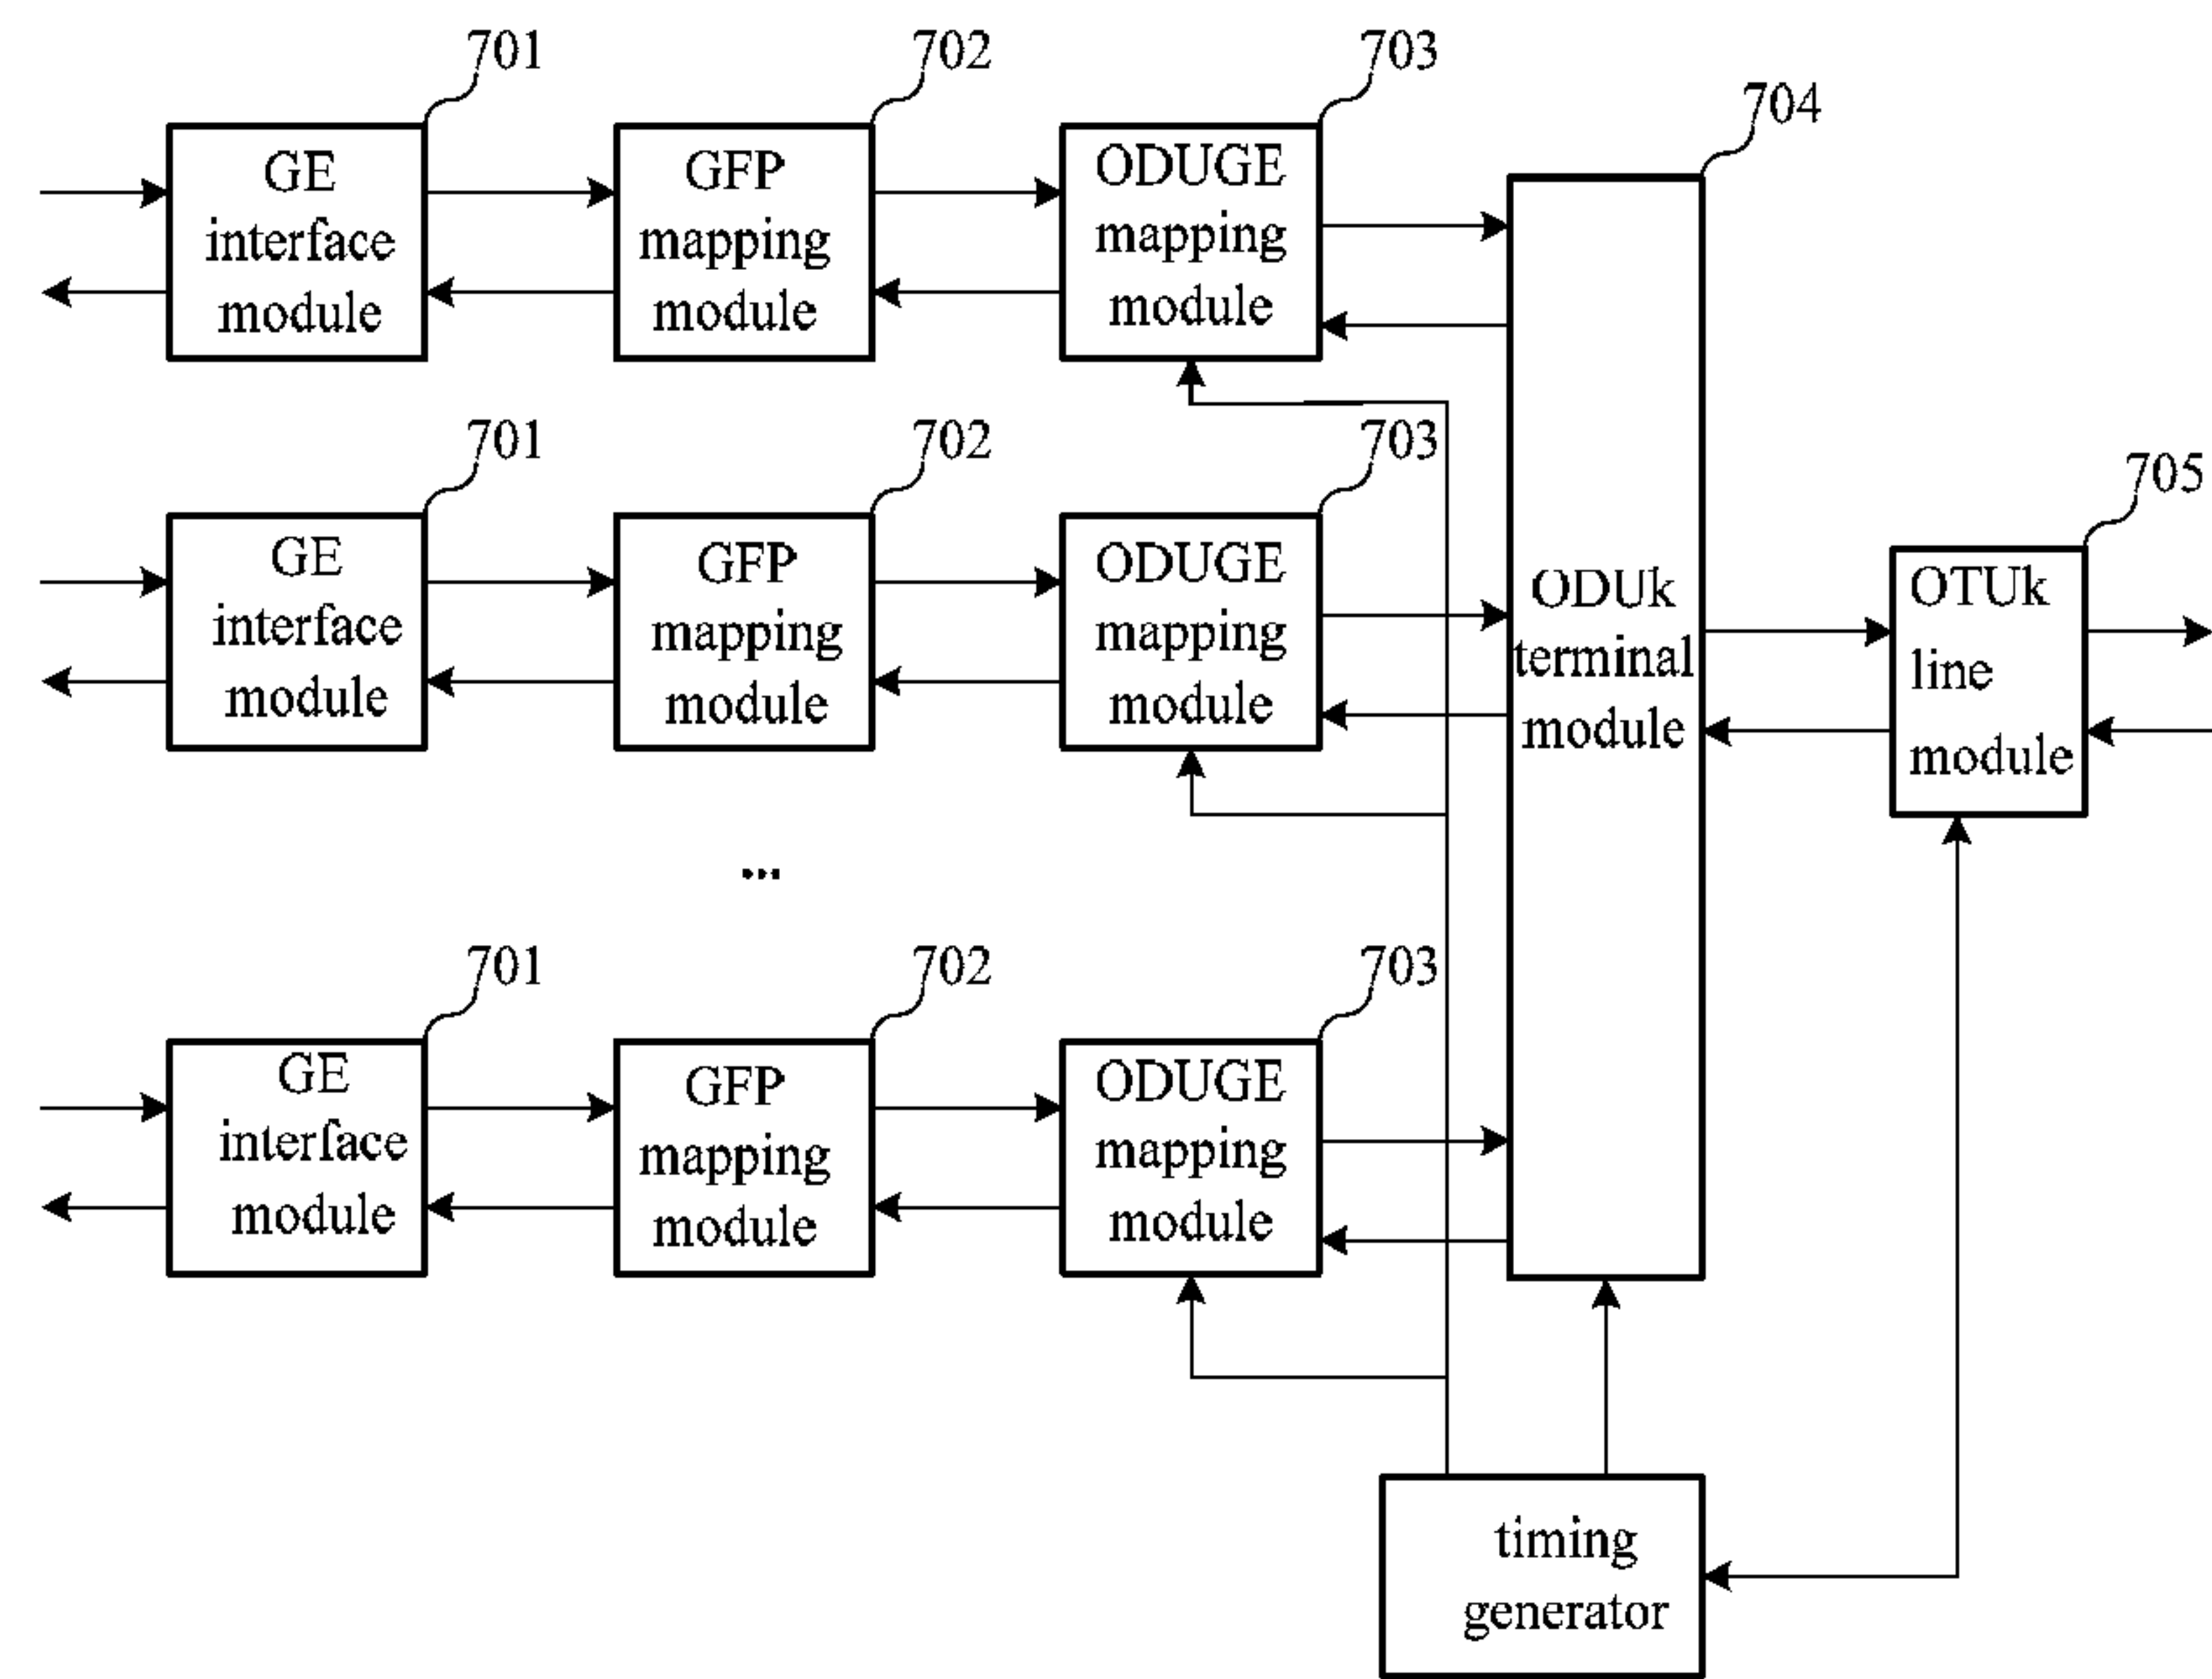 701
702
703
704
GE
interface
module
GFP
mapping
module
ODUGE
mapping
module
701
702
703
705
GE
interface
module
GFP
mapping
module
ODUGE
mapping
module
ODUk
terminal
module
OTUk
line
module
...
701
702
703
GE
interface
module
GFP
mapping
module
ODUGE
mapping
module
timing
generator